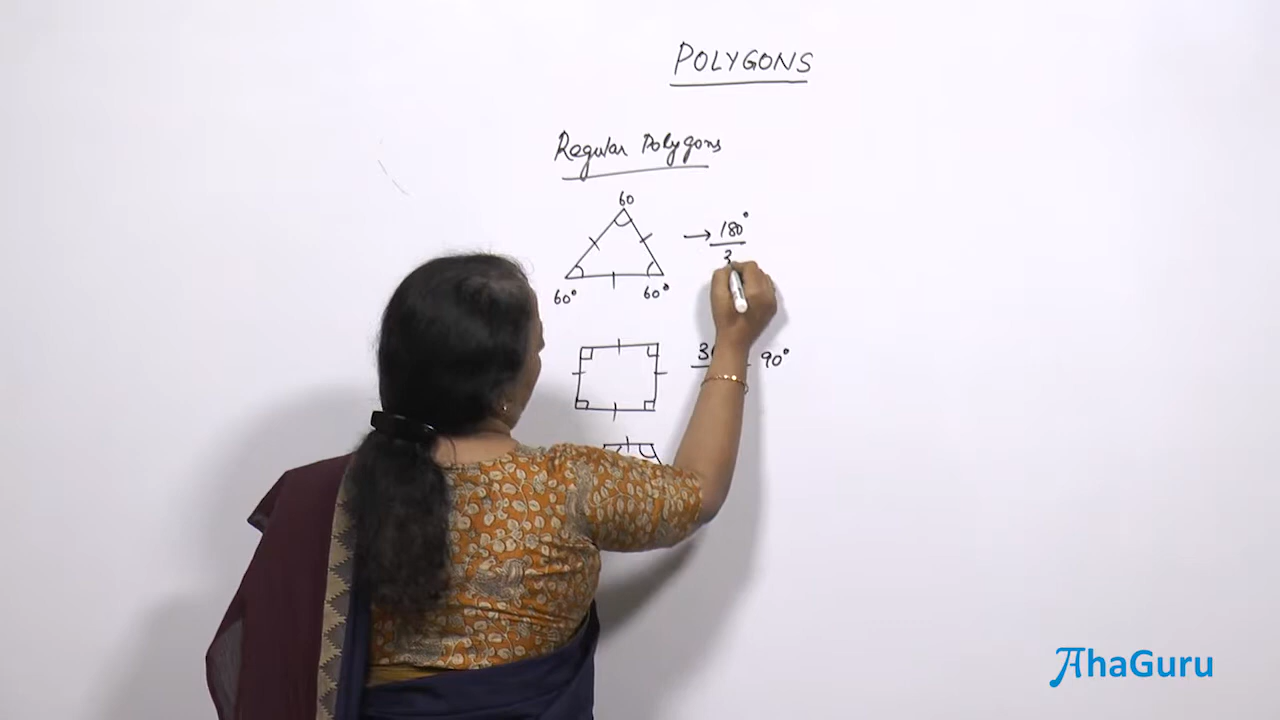 POLYGONS
Regular Polygons
60
→ 180°
3
60° 60°
90°
AhaGuru